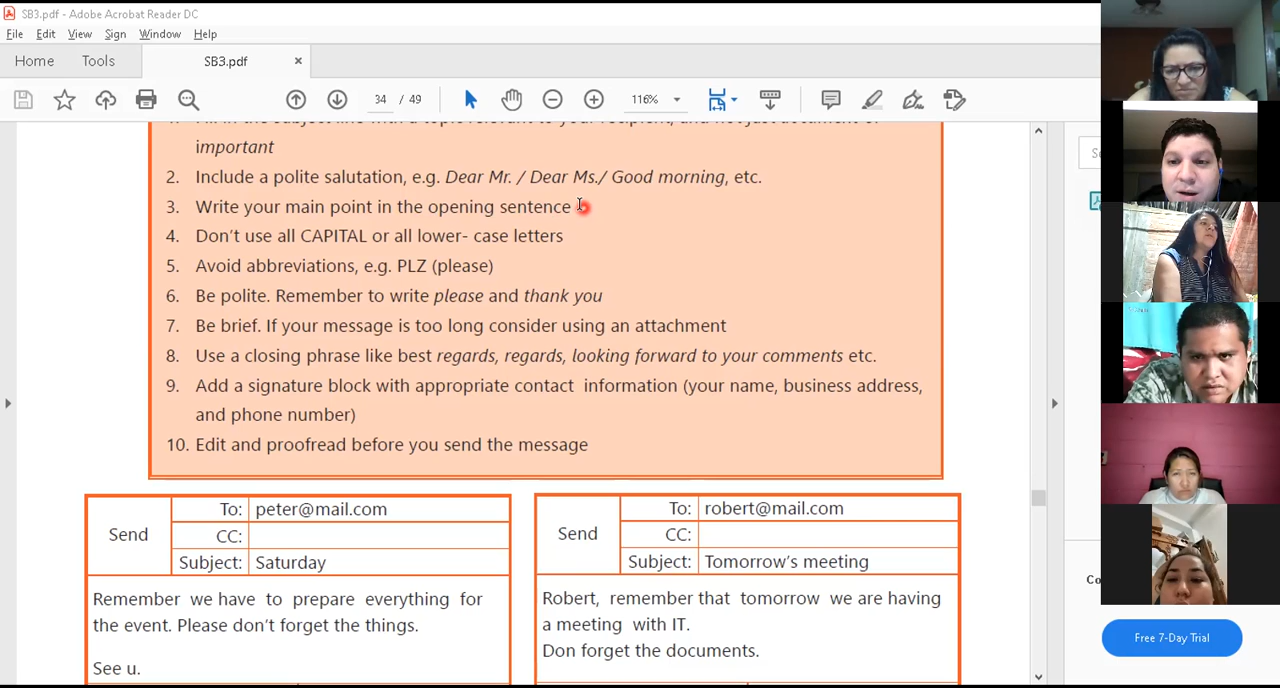 SB3.pdf - Adobe Acrobat Reader DC
File Edit View Sign Window Help
Home Tools SB3.pdf ×
34 / 49 116%
important
2. Include a polite salutation, e.g. Dear Mr. / Dear Ms./ Good morning, etc.
3. Write your main point in the opening sentence
4. Don't use all CAPITAL or all lower- case letters
5. Avoid abbreviations, e.g. PLZ (please)
6. Be polite. Remember to write please and thank you
7. Be brief. If your message is too long consider using an attachment
8. Use a closing phrase like best regards, regards, looking forward to your comments etc.
9. Add a signature block with appropriate contact information (your name, business address,
and phone number)
10. Edit and proofread before you send the message
Send
To: peter@mail.com
CC:
Subject: Saturday
Remember we have to prepare everything for
the event. Please don't forget the things.
See u.
Send
To: robert@mail.com
CC:
Subject: Tomorrow's meeting
Robert, remember that tomorrow we are having
a meeting with IT.
Don forget the documents.
Free 7-Day Trial